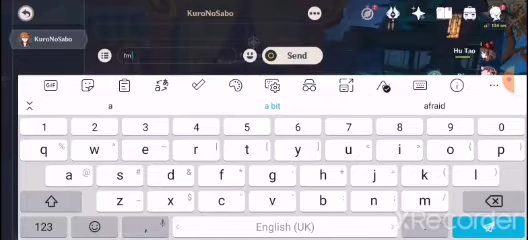 KuroNoSabo
KuroNoSabo
fm
Send
Hu Tao
GIF
a
a bit
afraid
1 2 3 4 5 6 7 8 9 0
q w e r t y u i o p
a s d f g h j k l
z x c v b n m
123
English (UK)
XRecorder